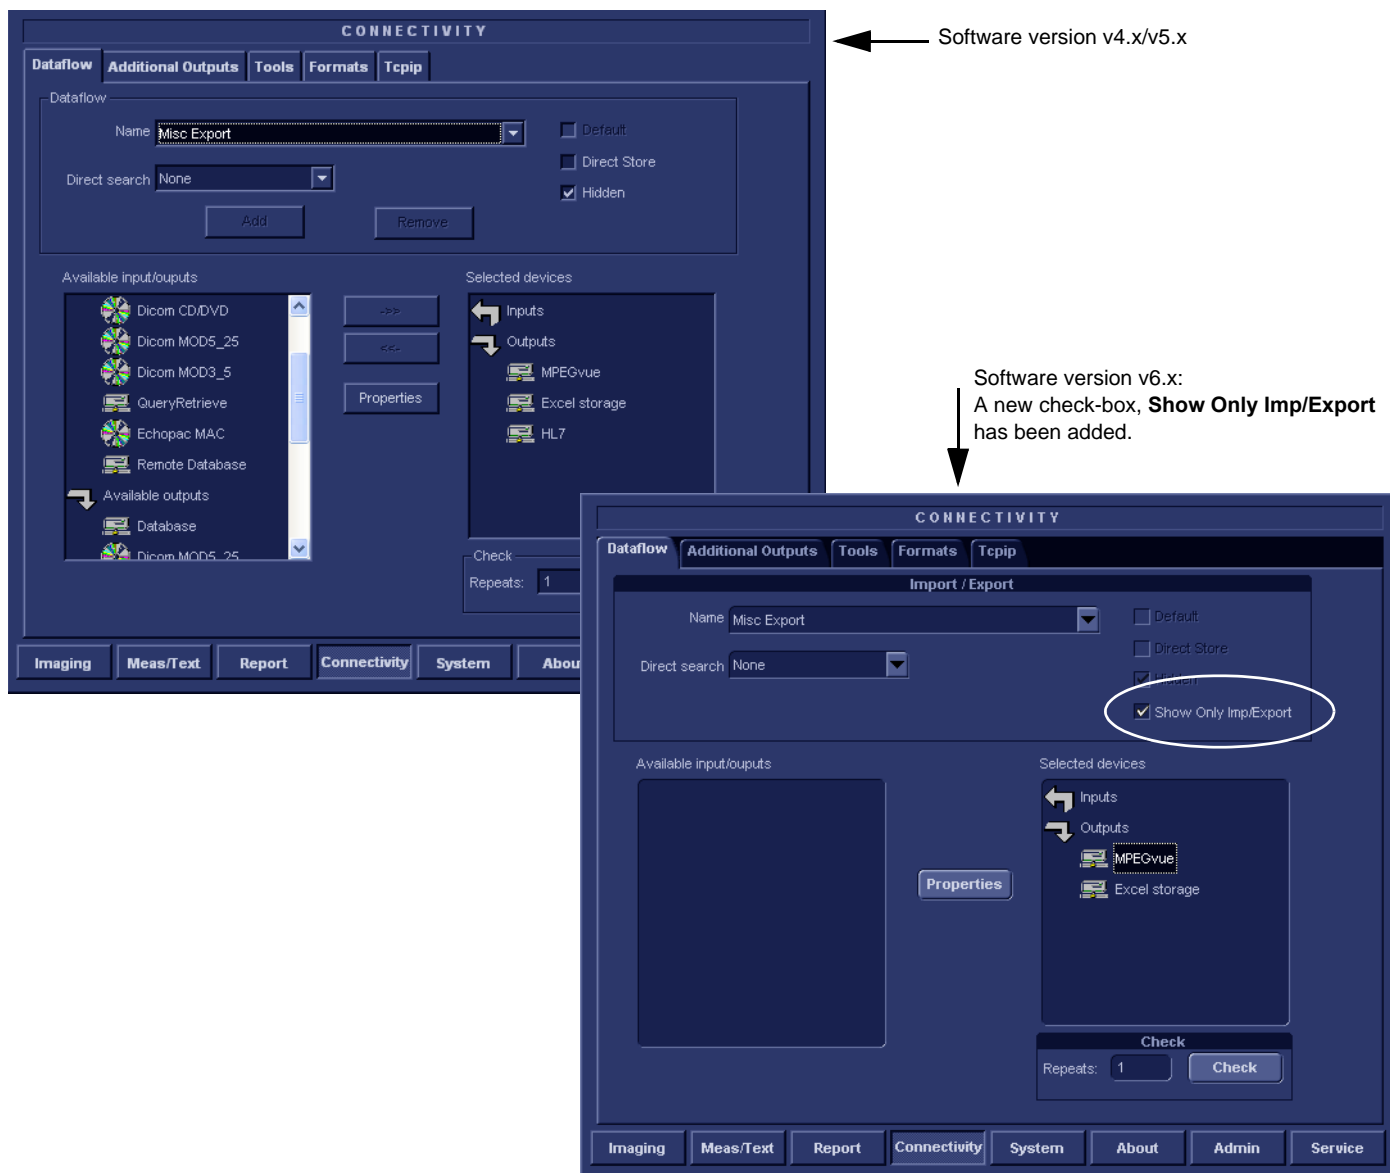 CONNECTIVITY
Software version v4.x/v5.x
Dataflow Additional Outputs Tools Formats Tcpip
Dataflow
Name Misc Export Default
Direct search None Direct Store
Hidden
Add Remove
Available input/ouputs Selected devices
Dicom CD/DVD ->> Inputs
Dicom MOD5_25 <<- Outputs
Dicom MOD3_5 MPEGvue
QueryRetrieve Properties Excel storage
Echopac MAC HL7
Remote Database
Available outputs
Database
Dicom MOD5_25
Check
Repeats: 1
Imaging Meas/Text Report Connectivity System Abou
Software version v6.x:
A new check-box, Show Only Imp/Export
has been added.
CONNECTIVITY
Dataflow Additional Outputs Tools Formats Tcpip
Import / Export
Name Misc Export Default
Direct search None Direct Store
Hidden
Show Only Imp/Export
Available input/ouputs Selected devices
Inputs
Outputs
MPEGvue
Properties Excel storage
Check
Repeats: 1 Check
Imaging Meas/Text Report Connectivity System About Admin Service